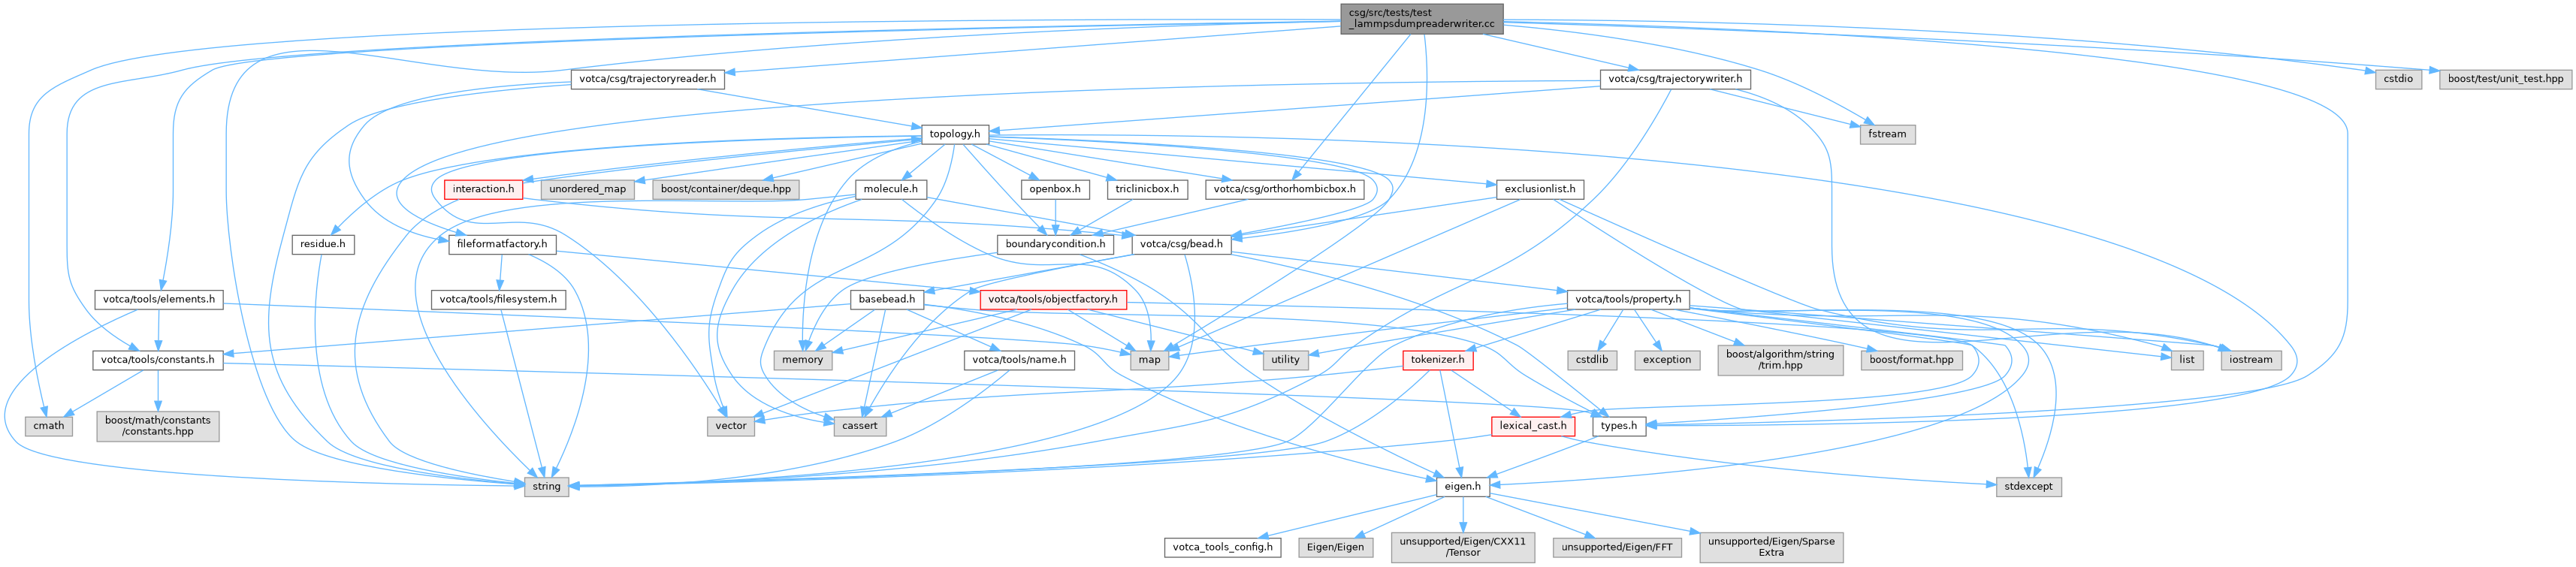 csg/src/tests/test
_lammpsdumpreaderwriter.cc
votca/csg/trajectoryreader.h
votca/csg/trajectorywriter.h
cstdio
boost/test/unit_test.hpp
topology.h
fstream
interaction.h
unordered_map
boost/container/deque.hpp
molecule.h
openbox.h
triclinicbox.h
votca/csg/orthorhombicbox.h
exclusionlist.h
residue.h
fileformatfactory.h
boundarycondition.h
votca/csg/bead.h
votca/tools/elements.h
votca/tools/filesystem.h
basebead.h
votca/tools/objectfactory.h
votca/tools/property.h
votca/tools/constants.h
memory
votca/tools/name.h
map
utility
tokenizer.h
cstdlib
exception
boost/algorithm/string
/trim.hpp
boost/format.hpp
list
iostream
cmath
boost/math/constants
/constants.hpp
vector
cassert
lexical_cast.h
types.h
string
eigen.h
stdexcept
votca_tools_config.h
Eigen/Eigen
unsupported/Eigen/CXX11
/Tensor
unsupported/Eigen/FFT
unsupported/Eigen/Sparse
Extra